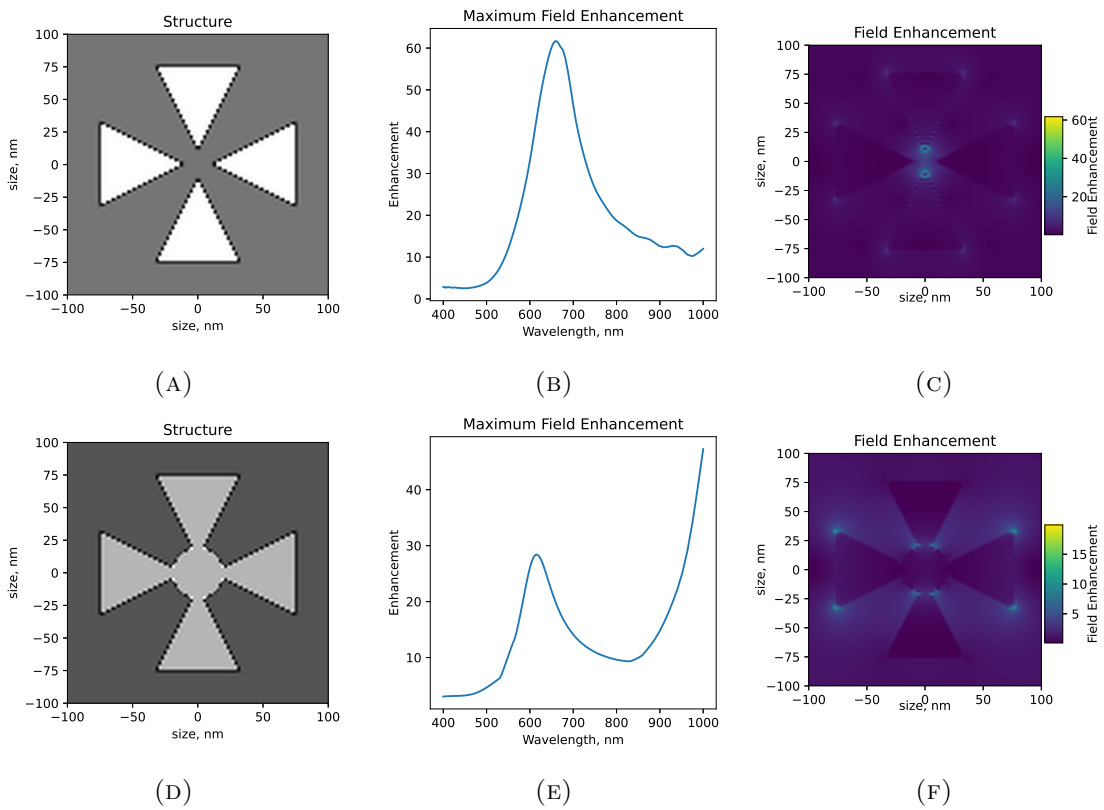 Structure
100
75
50
25
0
−25
−50
−75
−100
size, nm
−100 −50 0 50 100
size, nm
(A)
Maximum Field Enhancement
60
50
40
30
20
10
0
Enhancement
400 500 600 700 800 900 1000
Wavelength, nm
(B)
Field Enhancement
100
75
50
25
0
−25
−50
−75
−100
size, nm
−100 −50 0 50 100
size, nm
60
40
20
Field Enhancement
(C)
Structure
100
75
50
25
0
−25
−50
−75
−100
size, nm
−100 −50 0 50 100
size, nm
(D)
Maximum Field Enhancement
40
30
20
10
Enhancement
400 500 600 700 800 900 1000
Wavelength, nm
(E)
Field Enhancement
100
75
50
25
0
−25
−50
−75
−100
size, nm
−100 −50 0 50 100
size, nm
15
10
5
Field Enhancement
(F)